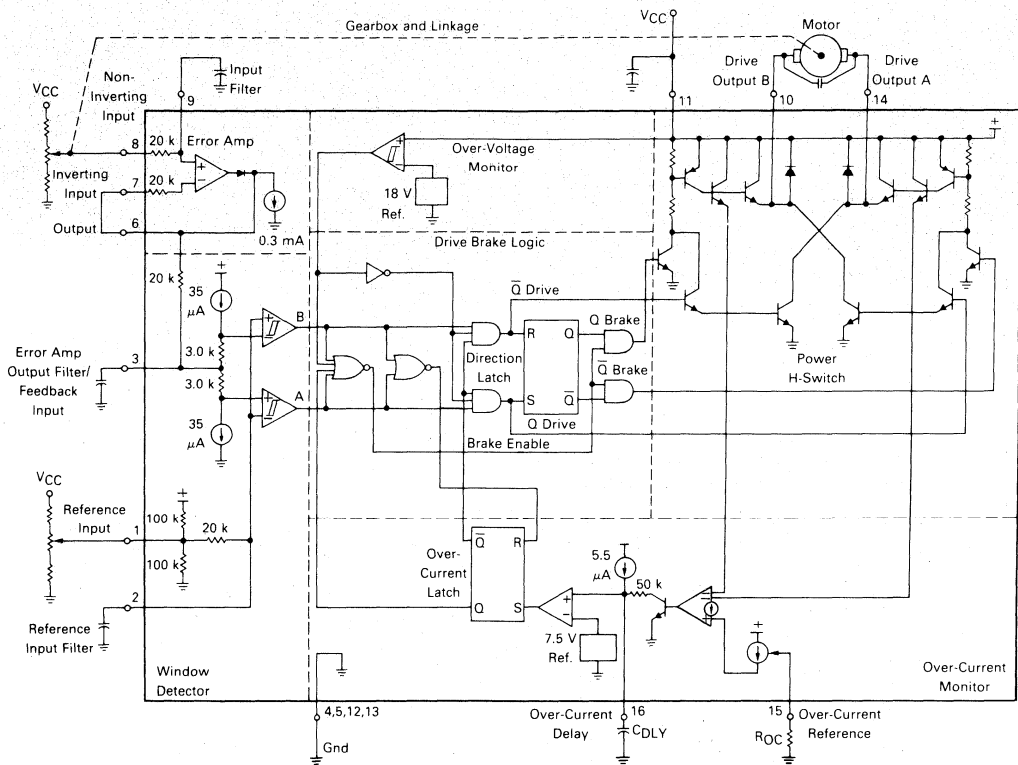 Gearbox and Linkage
VCC
Motor
Drive
Output B
Drive
Output A
Non-
Inverting
Input
Input
Filter
VCC
9
11
10
14
8
20 k
Error Amp
+
-
Inverting
Input
7
20 k
Output
6
0.3 mA
Over-Voltage
Monitor
+
-
18 V
Ref.
+
Drive Brake Logic
20 k
+
35
μA
3.0 k
3.0 k
35
μA
Error Amp
Output Filter/
Feedback
Input
3
+
-
B
+
-
A
Q̅ Drive
R
Q
Direction
Latch
S
Q̅
Q Drive
Q Brake
Q̅ Brake
Brake Enable
Power
H-Switch
VCC
Reference
Input
1
+
100 k
20 k
100 k
2
Reference
Input Filter
Over-
Current
Latch
Q̅
R
Q
S
+
-
7.5 V
Ref.
5.5
μA
50 k
-
+
+
Window
Detector
Over-Current
Monitor
4,5,12,13
Gnd
Over-Current
Delay
16
CDLY
15
Over-Current
Reference
ROC